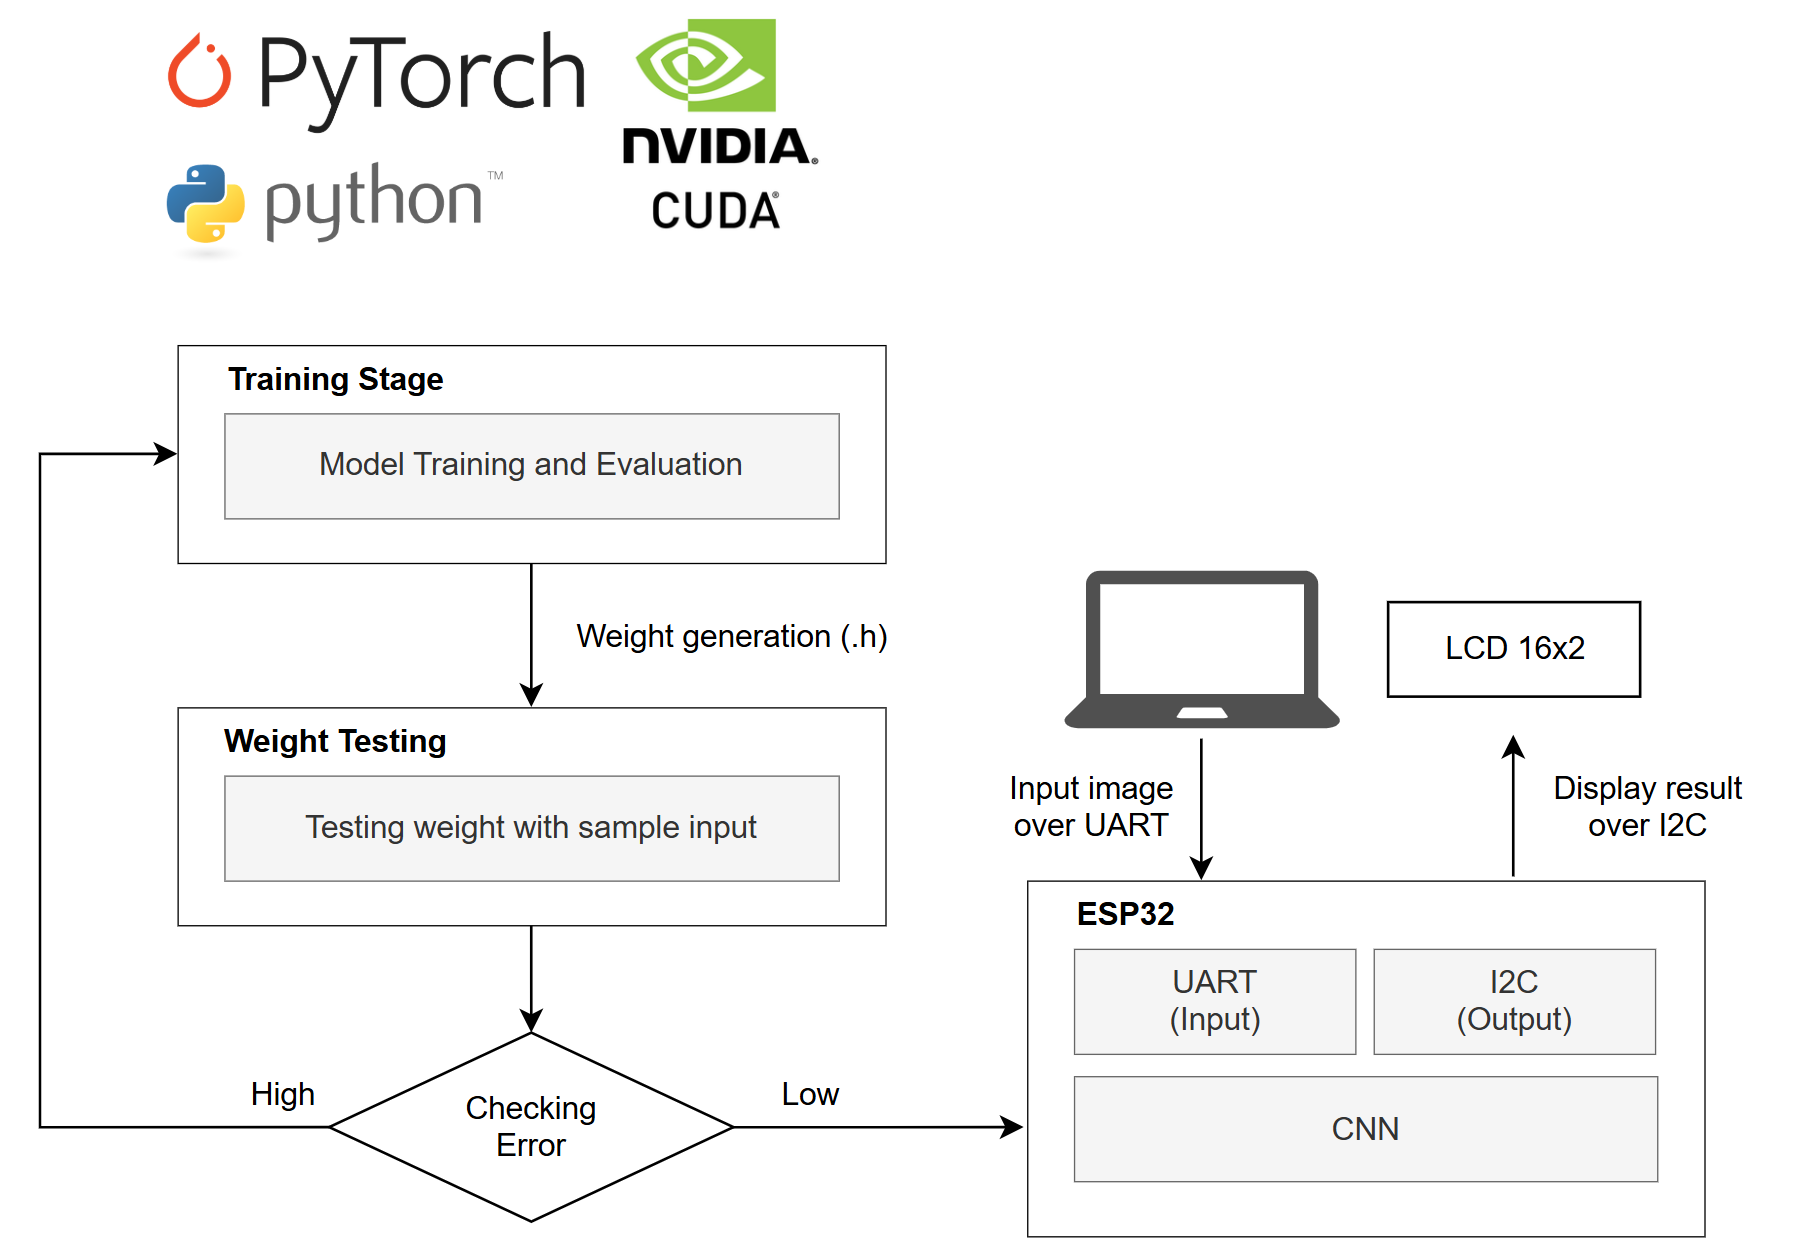 PyTorch
python™
NVIDIA®
CUDA®
Training Stage
Model Training and Evaluation
Weight generation (.h)
Weight Testing
Testing weight with sample input
High
Checking
Error
Low
LCD 16x2
Input image
over UART
Display result
over I2C
ESP32
UART
(Input)
I2C
(Output)
CNN